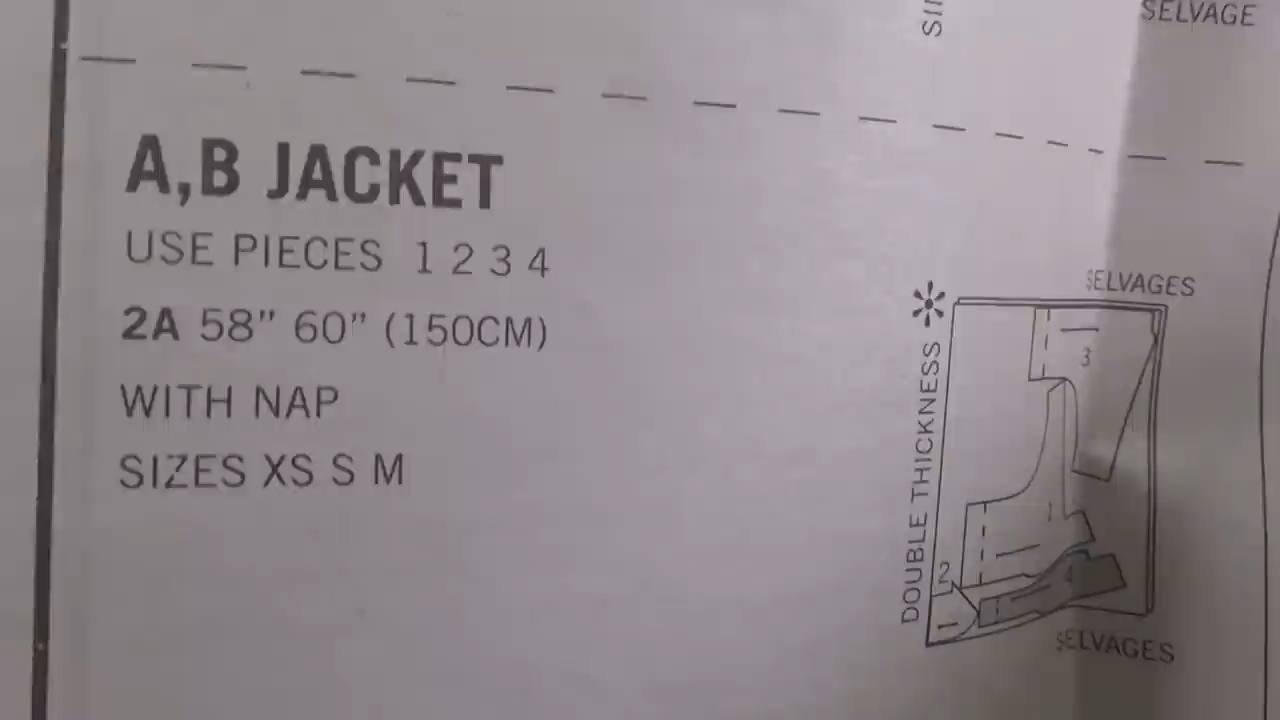 SELVAGE
A,B JACKET
USE PIECES 1 2 3 4
2A 58” 60” (150CM)
WITH NAP
SIZES XS S M
SELVAGES
DOUBLE THICKNESS
3
2
4
SELVAGES